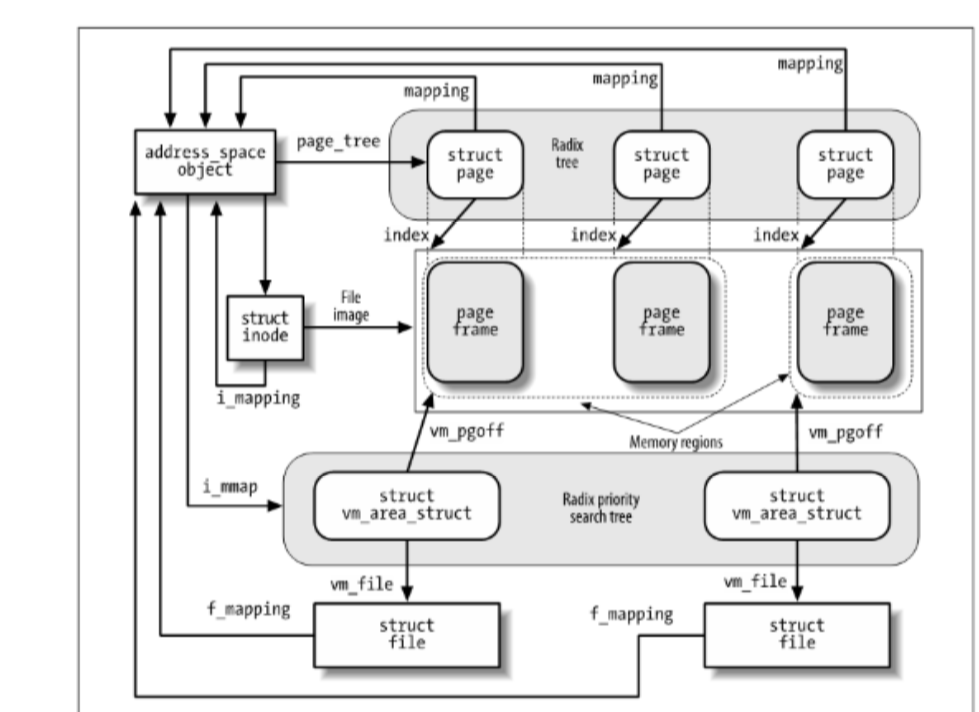 mapping
mapping
mapping
address_space
object
page_tree
struct
page
Radix
tree
struct
page
struct
page
index
index
index
struct
inode
File
image
page
frame
page
frame
page
frame
i_mapping
vm_pgoff
Memory regions
vm_pgoff
i_mmap
struct
vm_area_struct
Radix priority
search tree
struct
vm_area_struct
vm_file
vm_file
f_mapping
f_mapping
struct
file
struct
file